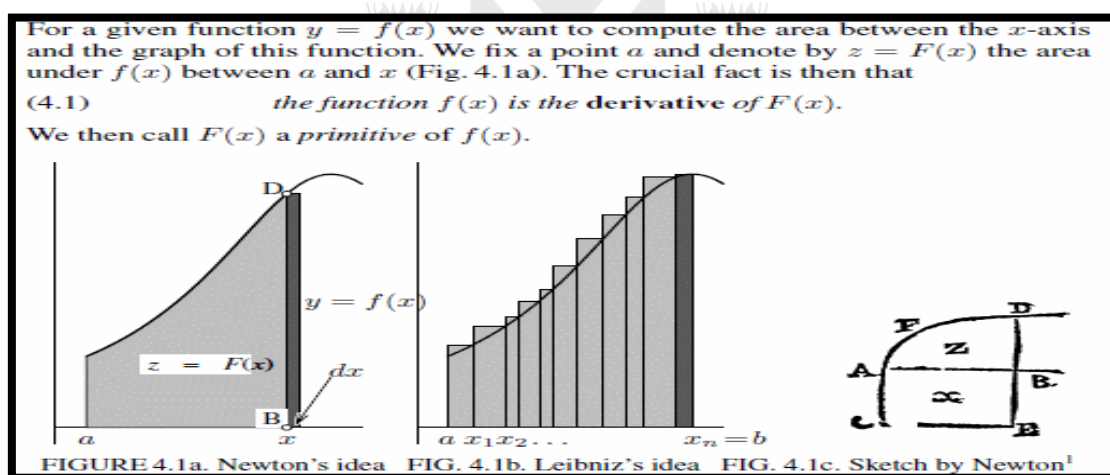 For a given function y = f(x) we want to compute the area between the x-axis
and the graph of this function. We fix a point a and denote by z = F(x) the area
under f(x) between a and x (Fig. 4.1a). The crucial fact is then that
(4.1) the function f(x) is the derivative of F(x).
We then call F(x) a primitive of f(x).
D
y = f(x)
z = F(x)
dx
B
a
x
a x₁x₂...
xₙ=b
F
D
Z
A
B
x
C
E
FIGURE 4.1a. Newton's idea FIG. 4.1b. Leibniz's idea FIG. 4.1c. Sketch by Newton¹